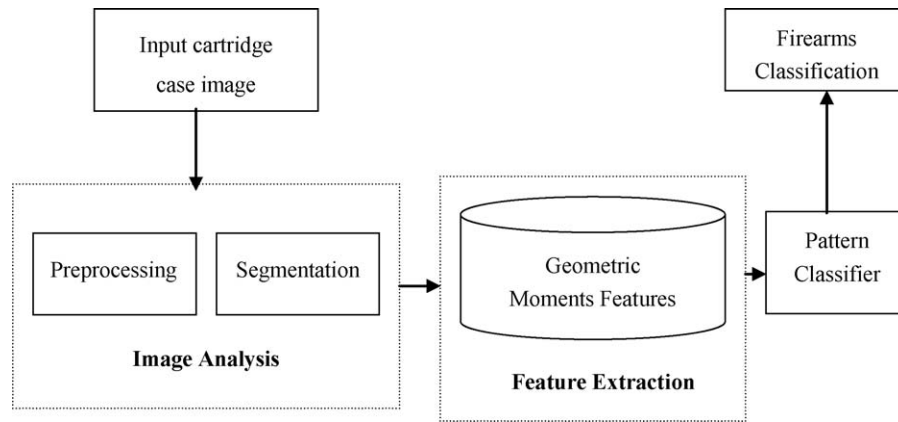 Input cartridge
case image
Firearms
Classification
Preprocessing
Segmentation
Image Analysis
Geometric
Moments Features
Feature Extraction
Pattern
Classifier